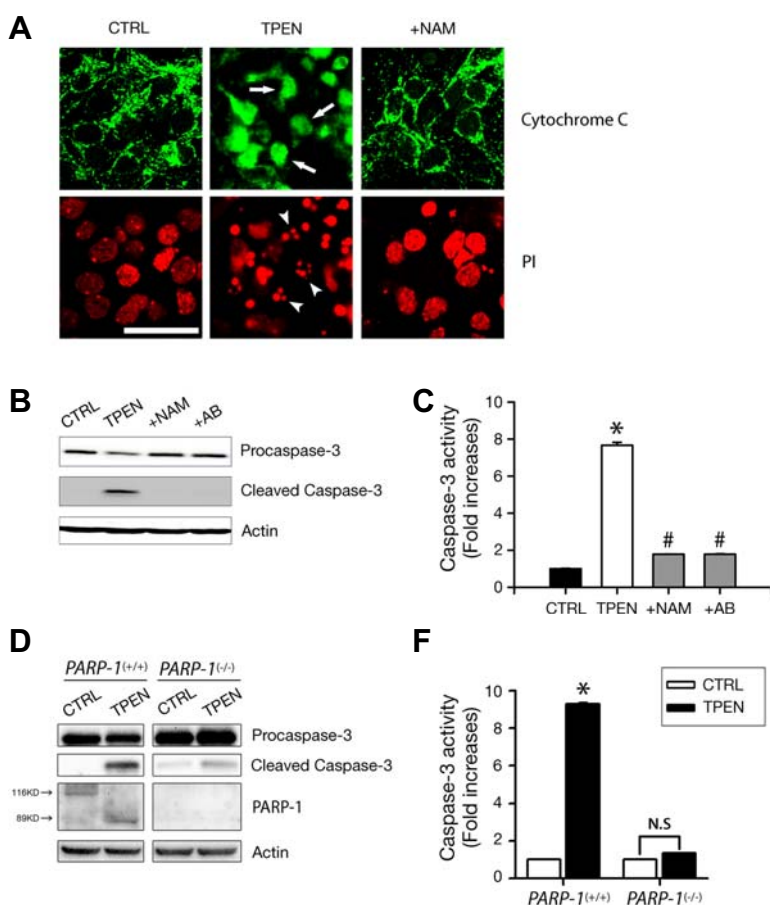 A
CTRL TPEN +NAM
Cytochrome C
PI
B
CTRL TPEN +NAM +AB
Procaspase-3
Cleaved Caspase-3
Actin
C
Caspase-3 activity
(Fold increases)
10
8
6
4
2
0
*
#
#
CTRL TPEN +NAM +AB
D
PARP-1(+/+) PARP-1(-/-)
CTRL TPEN CTRL TPEN
Procaspase-3
Cleaved Caspase-3
116KD→
89KD→
PARP-1
Actin
F
CTRL
TPEN
Caspase-3 activity
(Fold increases)
10
8
6
4
2
0
*
N.S
PARP-1(+/+) PARP-1(-/-)